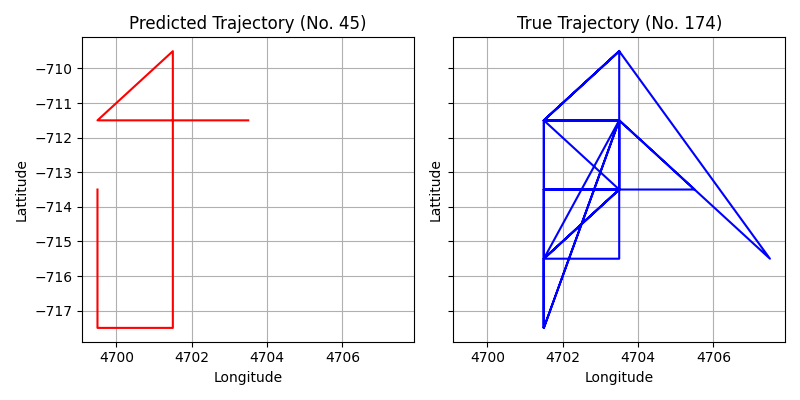 Predicted Trajectory (No. 45)
True Trajectory (No. 174)
Lattitude
−710
−711
−712
−713
−714
−715
−716
−717
4700 4702 4704 4706
Longitude
Lattitude
4700 4702 4704 4706
Longitude